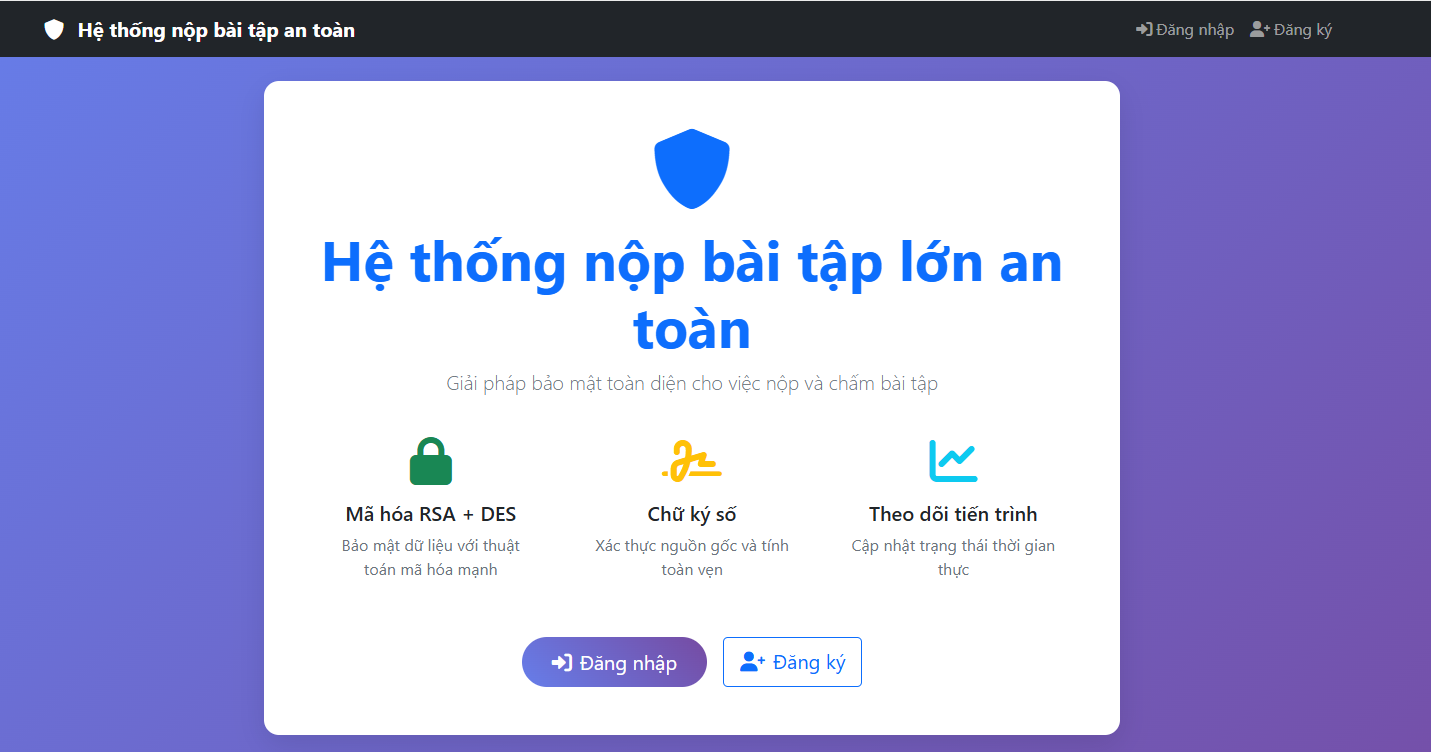 Hệ thống nộp bài tập an toàn
Đăng nhập
Đăng ký
Hệ thống nộp bài tập lớn an
toàn
Giải pháp bảo mật toàn diện cho việc nộp và chấm bài tập
Mã hóa RSA + DES
Bảo mật dữ liệu với thuật
toán mã hóa mạnh
Chữ ký số
Xác thực nguồn gốc và tính
toàn vẹn
Theo dõi tiến trình
Cập nhật trạng thái thời gian
thực
Đăng nhập
Đăng ký